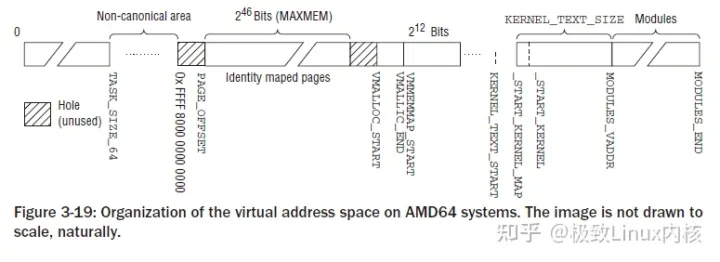 0
Non-canonical area
2^46 Bits (MAXMEM)
2^12 Bits
KERNEL_TEXT_SIZE
Modules
Hole
(unused)
TASK_SIZE_64
0x FFFF 8000 0000 0000
PAGE_OFFSET
Identity maped pages
VMALLOC_START
VMALLIC_END
VMMEMMAP_START
KERNEL_TEXT_START
_START_KERNEL_MAP
_START_KERNEL
MODULES_VADDR
MODULES_END
Figure 3-19: Organization of the virtual address space on AMD64 systems. The image is not drawn to
scale, naturally.
知乎 @极致Linux内核